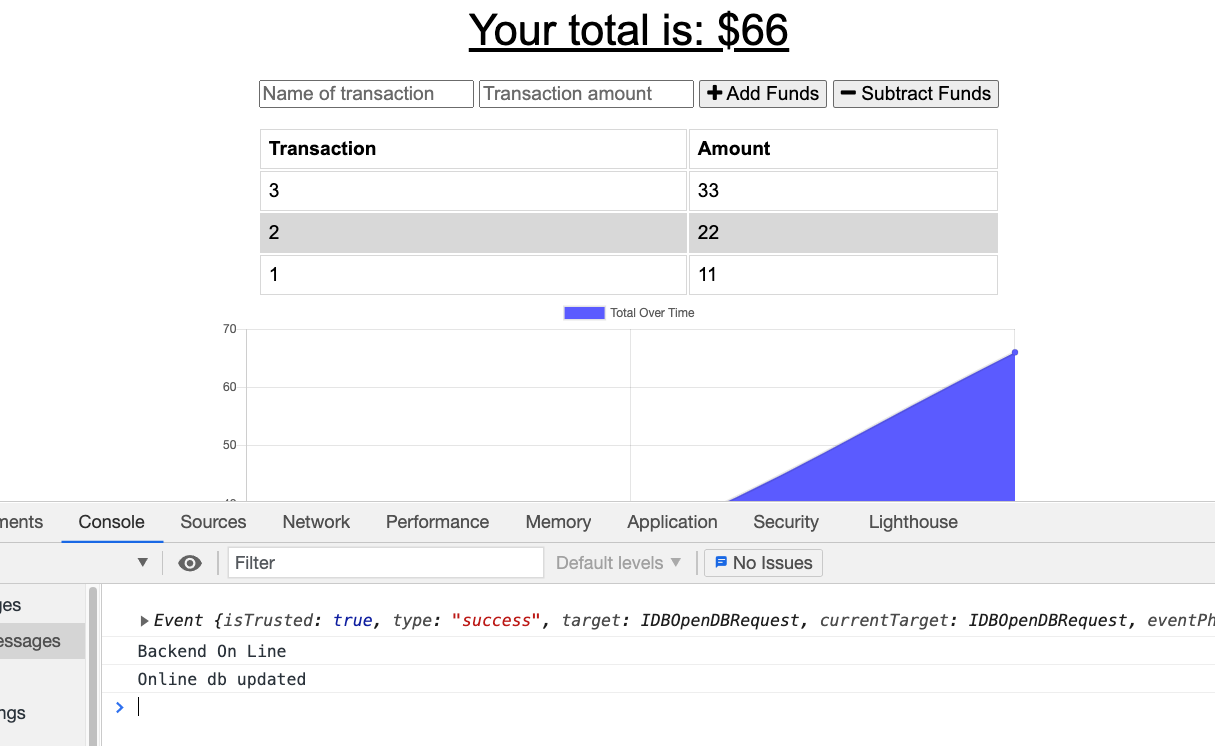 Your total is: $66
Name of transaction Transaction amount Add Funds Subtract Funds
Transaction Amount
3 33
2 22
1 11
Total Over Time
70
60
50
ments Console Sources Network Performance Memory Application Security Lighthouse
Filter Default levels ▼ No Issues
ges
essages
ngs
Event {isTrusted: true, type: "success", target: IDBOpenDBRequest, currentTarget: IDBOpenDBRequest, eventPh
Backend On Line
Online db updated
>